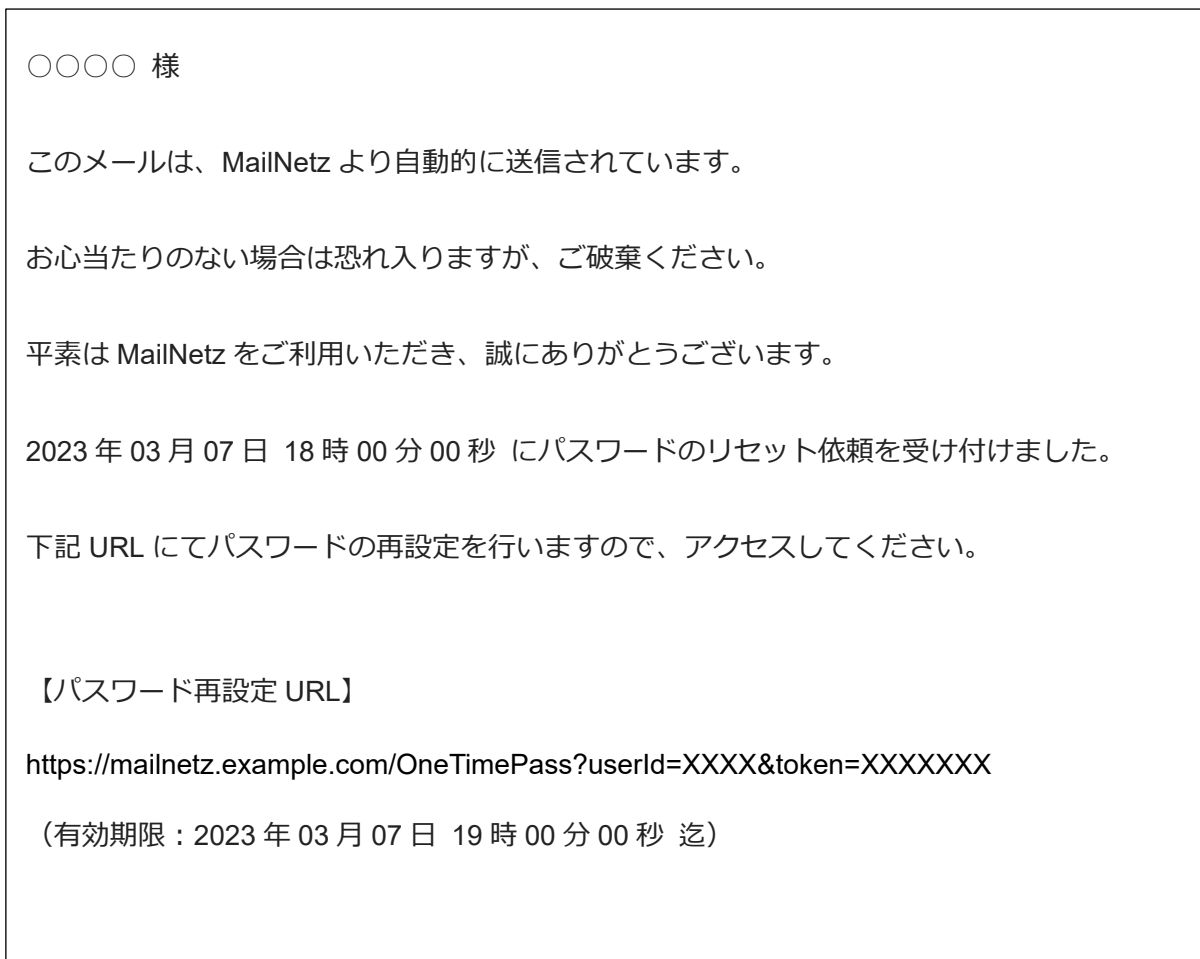 ○○○○ 様
このメールは、MailNetz より自動的に送信されています。
お心当たりのない場合は恐れ入りますが、ご破棄ください。
平素は MailNetz をご利用いただき、誠にありがとうございます。
2023 年 03 月 07 日 18 時 00 分 00 秒 にパスワードのリセット依頼を受け付けました。
下記 URL にてパスワードの再設定を行いますので、アクセスしてください。
【パスワード再設定 URL】
https://mailnetz.example.com/OneTimePass?userId=XXXX&token=XXXXXXX
（有効期限：2023 年 03 月 07 日 19 時 00 分 00 秒 迄）